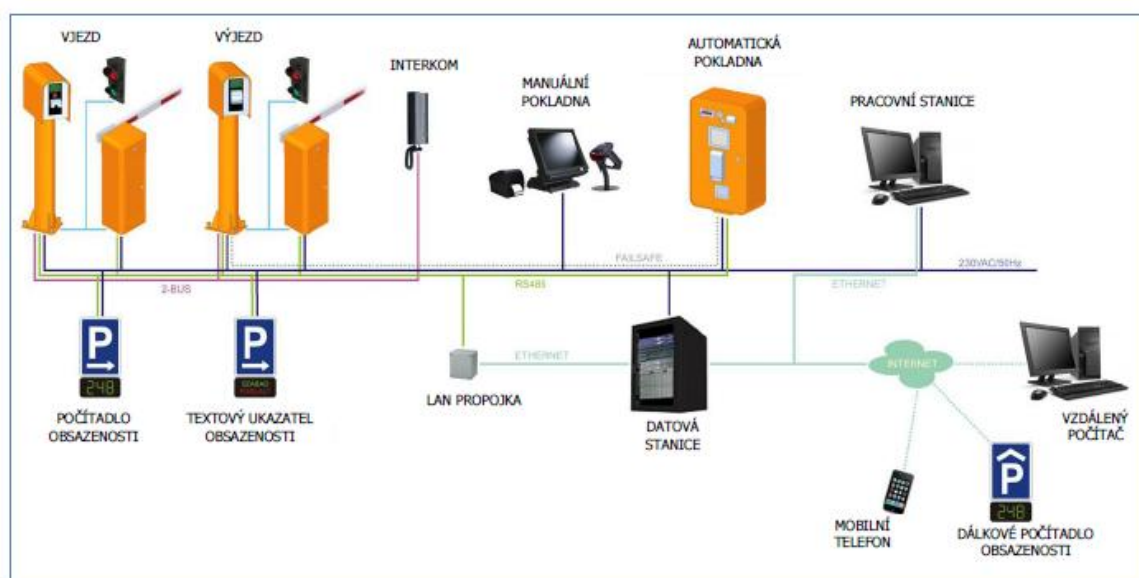 VJEZD
VÝJEZD
INTERKOM
MANUÁLNÍ
POKLADNA
AUTOMATICKÁ
POKLADNA
PRACOVNÍ STANICE
FAILSAFE
230VAC/50Hz
2-BUS
RS485
ETHERNET
P
248
POČÍTADLO
OBSAZENOSTI
P
SZABAD
TEXTOVÝ UKAZATEL
OBSAZENOSTI
ETHERNET
LAN PROPOJKA
DATOVÁ
STANICE
INTERNET
VZDÁLENÝ
POČÍTAČ
MOBILNÍ
TELEFON
P
248
DÁLKOVÉ POČÍTADLO
OBSAZENOSTI